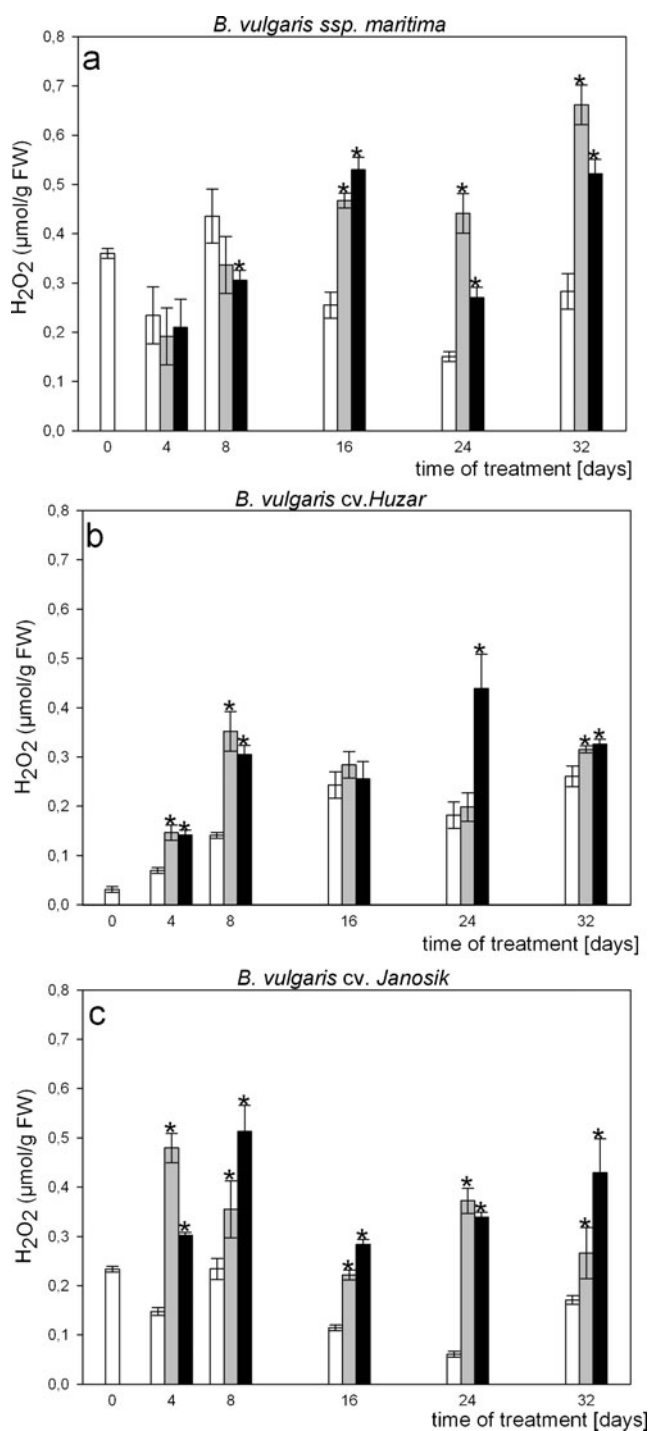 B. vulgaris ssp. maritima
a
H₂O₂ (µmol/g FW)
0,8
0,7
0,6
0,5
0,4
0,3
0,2
0,1
0,0
* * * * * * *
0 4 8 16 24 32
time of treatment [days]
B. vulgaris cv.Huzar
b
H₂O₂ (µmol/g FW)
0,8
0,7
0,6
0,5
0,4
0,3
0,2
0,1
0,0
* * * * * * *
0 4 8 16 24 32
time of treatment [days]
B. vulgaris cv. Janosik
c
H₂O₂ (µmol/g FW)
0,8
0,7
0,6
0,5
0,4
0,3
0,2
0,1
0,0
* * * * * * * * * *
0 4 8 16 24 32
time of treatment [days]